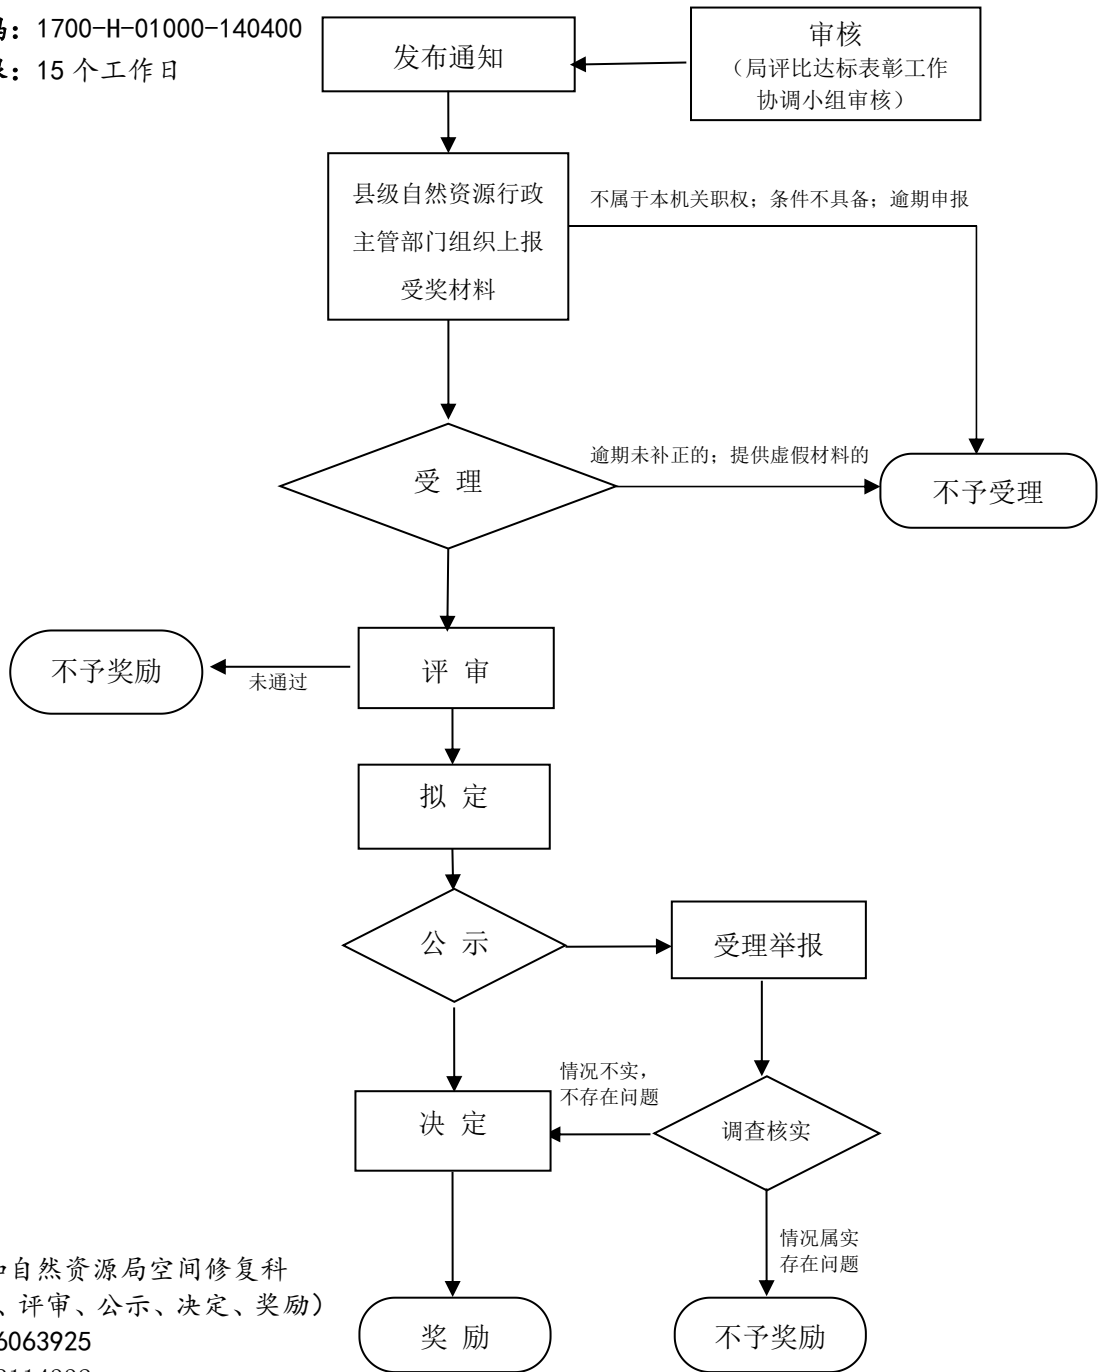 ：1700-H-01000-140400
：15个工作日
发布通知
审核
（局评比达标表彰工作
协调小组审核）
县级自然资源行政
主管部门组织上报
受奖材料
不属于本机关职权；条件不具备；逾期申报
受 理
逾期未补正的；提供虚假材料的
不予受理
不予奖励
未通过
评 审
拟 定
公 示
受理举报
情况不实，
不存在问题
决 定
调查核实
情况属实
存在问题
自然资源局空间修复科
、评审、公示、决定、奖励）
6063925
奖 励
不予奖励